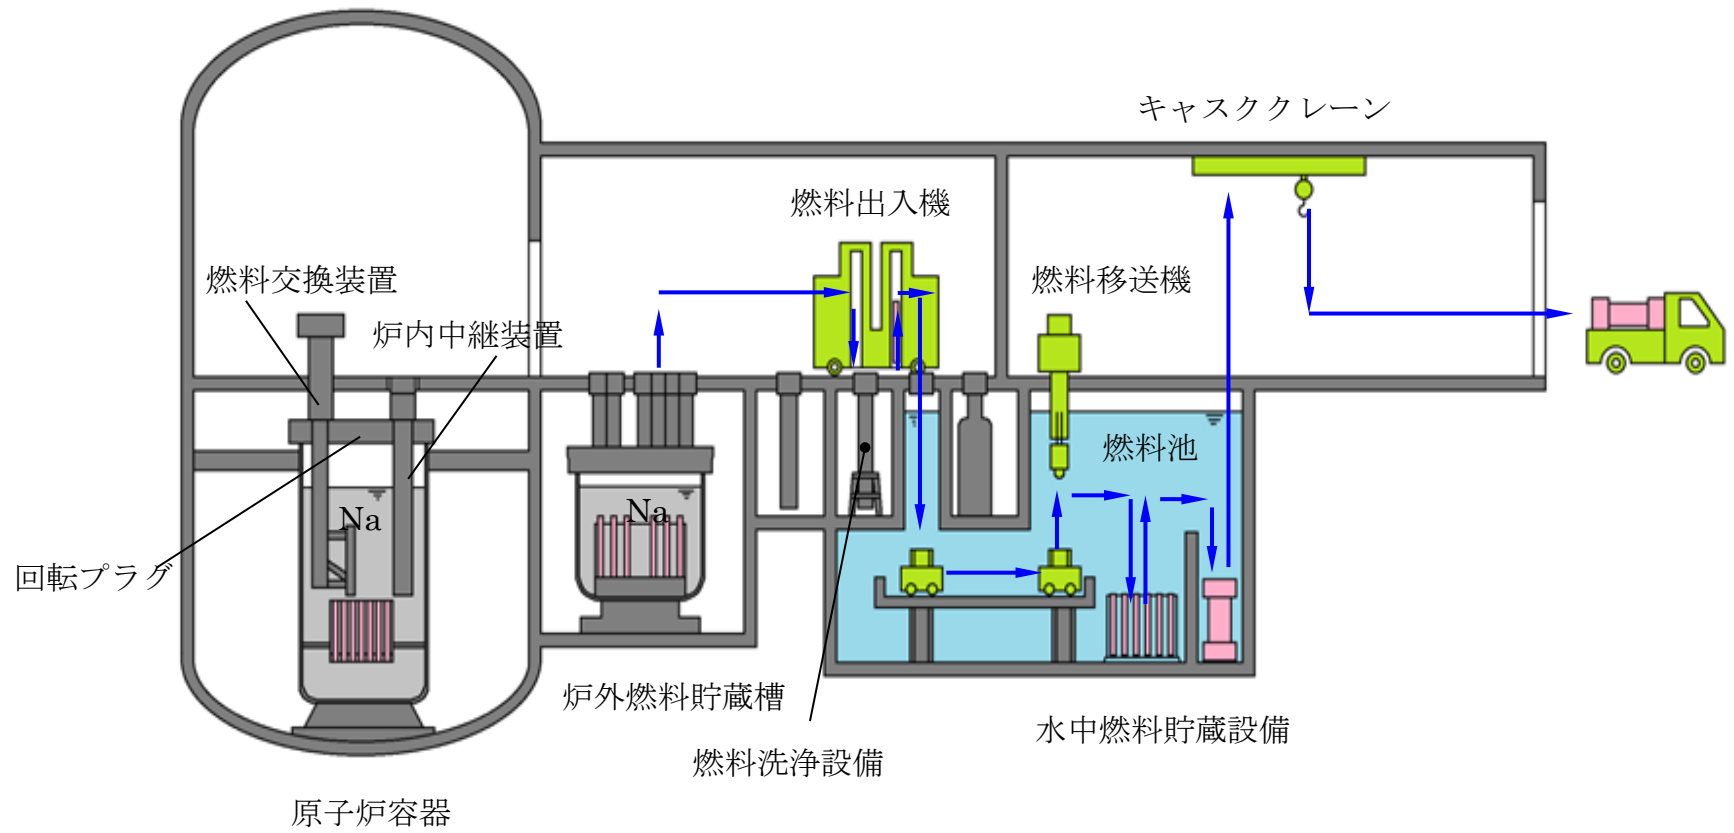 キャスククレーン
燃料出入機
燃料交換装置
燃料移送機
炉内中継装置
燃料池
Na
Na
回転プラグ
炉外燃料貯蔵槽
水中燃料貯蔵設備
燃料洗浄設備
原子炉容器